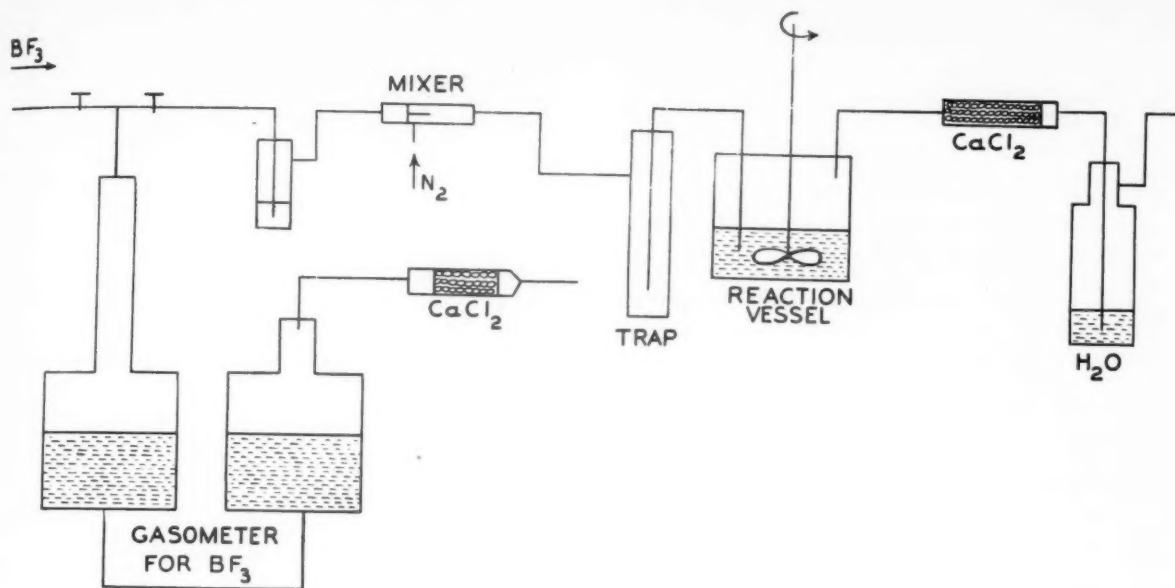 BF₃
MIXER
N₂
CaCl₂
CaCl₂
REACTION
VESSEL
TRAP
H₂O
GASOMETER
FOR BF₃